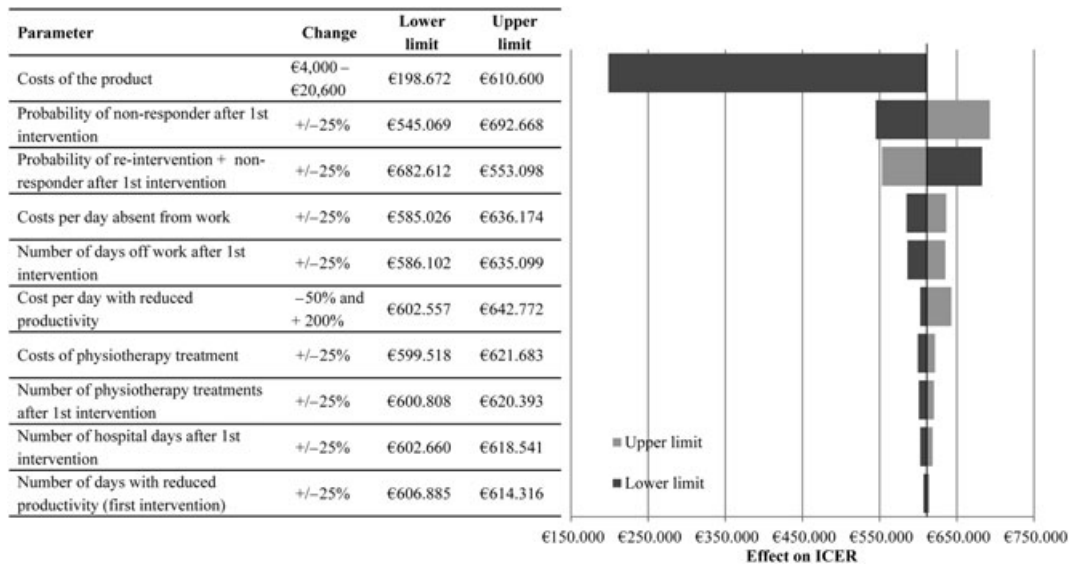 Parameter Change Lower limit Upper limit
Costs of the product €4,000 – €20,600 €198.672 €610.600
Probability of non-responder after 1st intervention +/–25% €545.069 €692.668
Probability of re-intervention + non-responder after 1st intervention +/–25% €682.612 €553.098
Costs per day absent from work +/–25% €585.026 €636.174
Number of days off work after 1st intervention +/–25% €586.102 €635.099
Cost per day with reduced productivity –50% and + 200% €602.557 €642.772
Costs of physiotherapy treatment +/–25% €599.518 €621.683
Number of physiotherapy treatments after 1st intervention +/–25% €600.808 €620.393
Number of hospital days after 1st intervention +/–25% €602.660 €618.541
Number of days with reduced productivity (first intervention) +/–25% €606.885 €614.316
Upper limit
Lower limit
€150.000 €250.000 €350.000 €450.000 €550.000 €650.000 €750.000
Effect on ICER